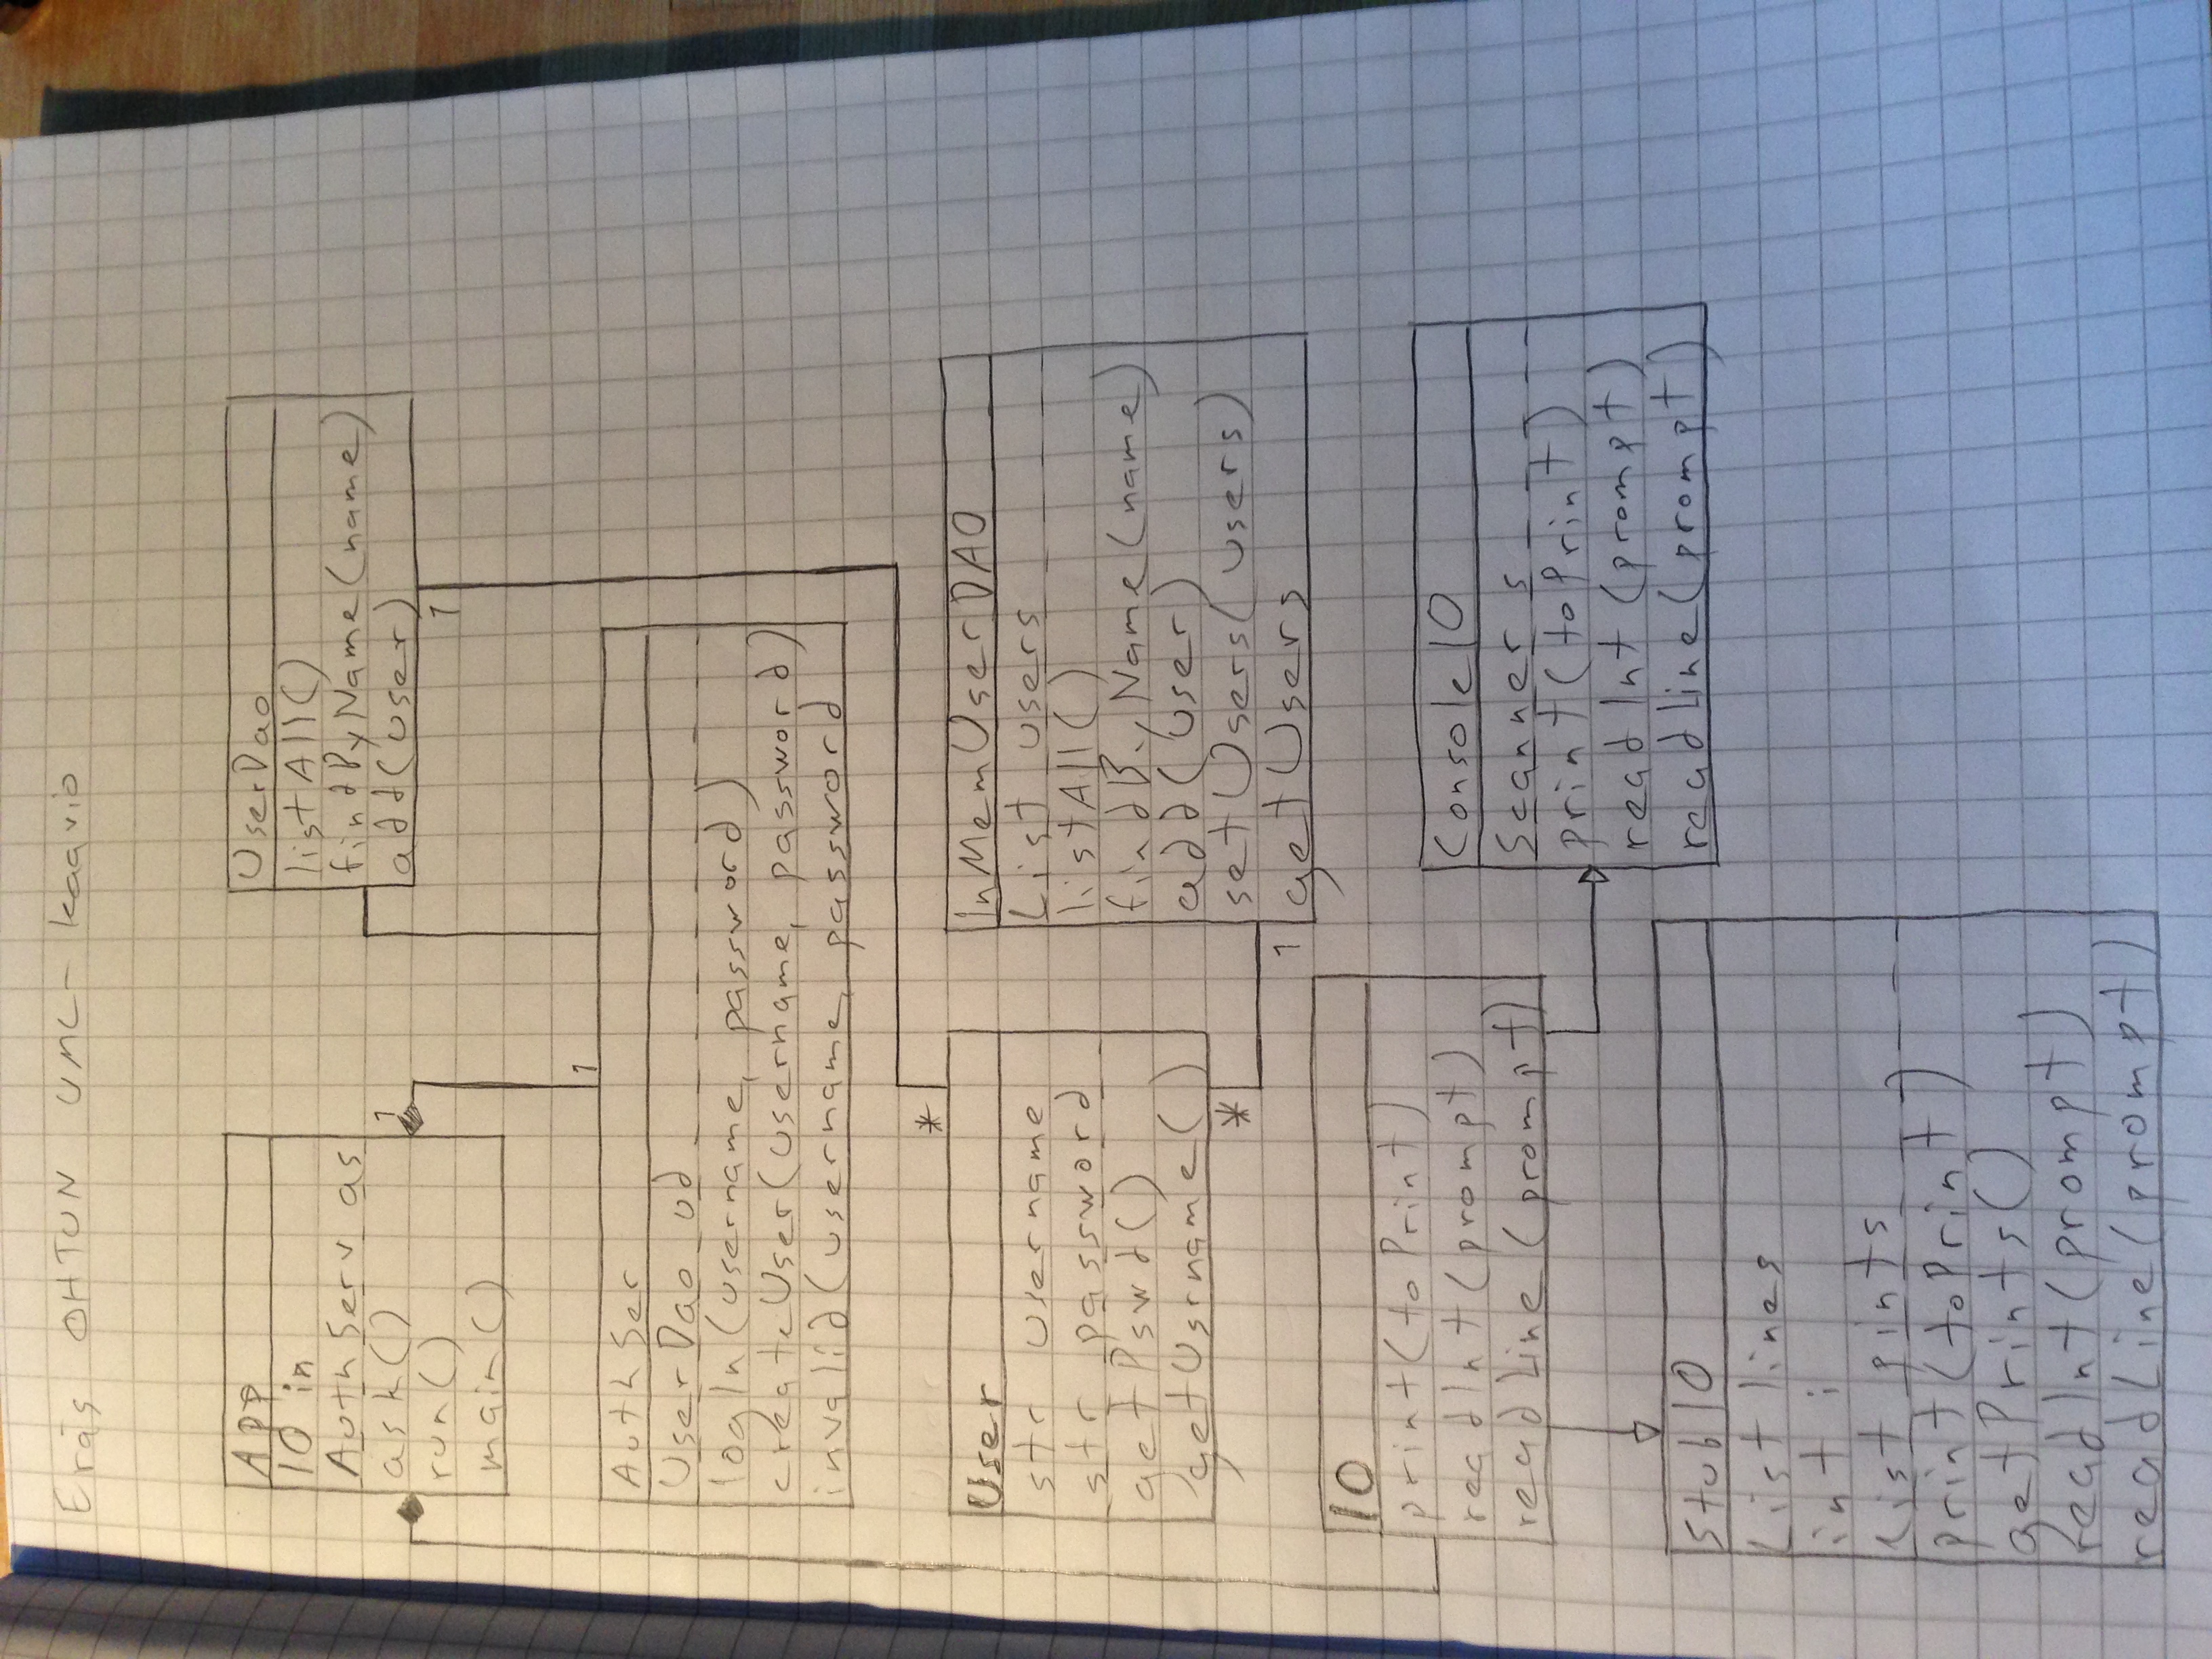 Eräs OHTUN UML-kaavio
App
IO in
AuthServ as
ask()
run()
main()
1
1
UserDao
listAll()
findByName(name)
add(user)
1
AuthSer
UserDao ud
logIn(username, password)
createUser(username, password)
invalid(username, password
*
User
str username
str password
getPswd()
getUsrname()
*
InMemUserDAO
List users
listAll()
findByName(name)
add(user)
setUsers(users)
getUsers
1
IO
print(toPrint)
readInt(prompt)
readLine(prompt)
ConsoleIO
Scanner s
print(toPrint)
readInt(prompt)
readLine(prompt)
StubIO
List lines
int i
List pints
print(toPrint)
getPrints()
readInt(prompt)
readLine(prompt)